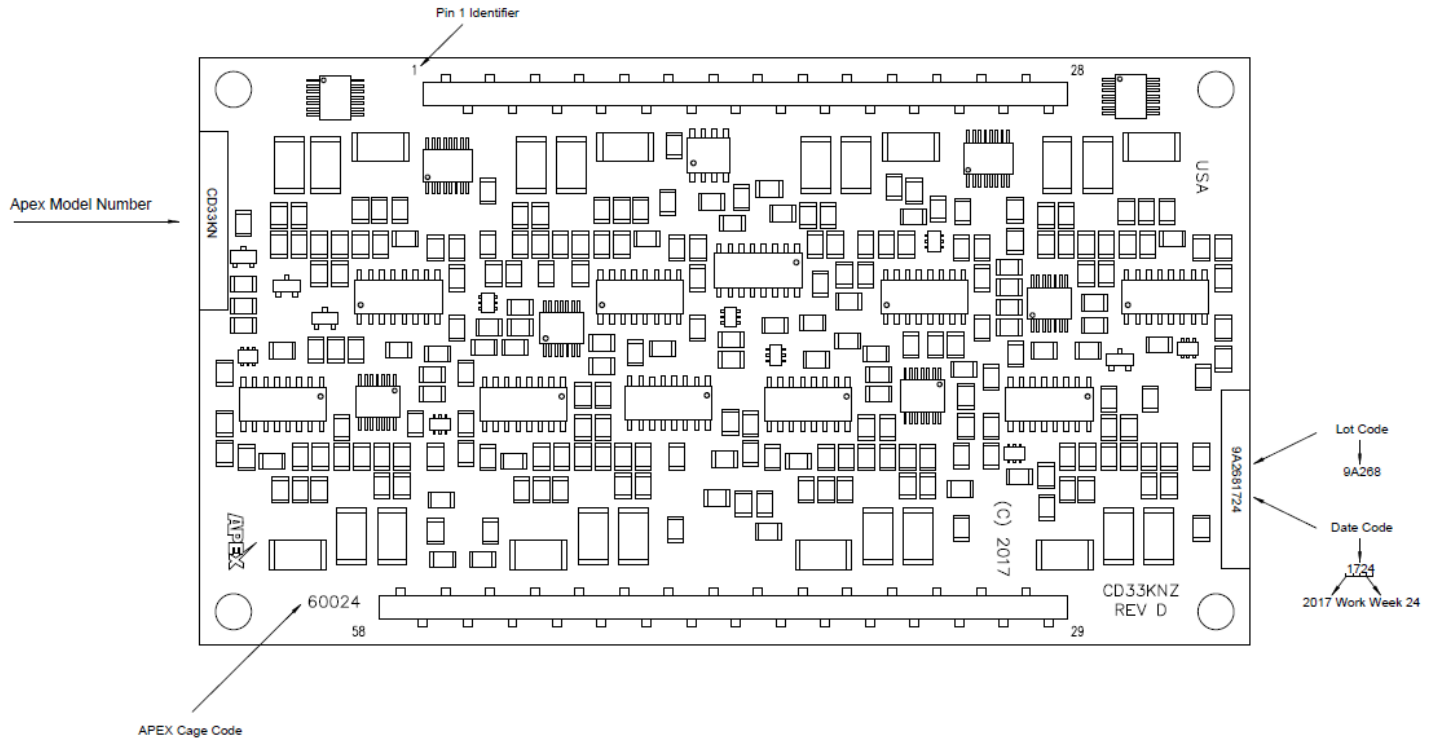 Pin 1 Identifier
1
28
USA
Apex Model Number
CD33KN
Lot Code
9A268
9A2681724
Date Code
1724
2017 Work Week 24
APEX
(C) 2017
60024
CD33KNZ
REV D
58
29
APEX Cage Code